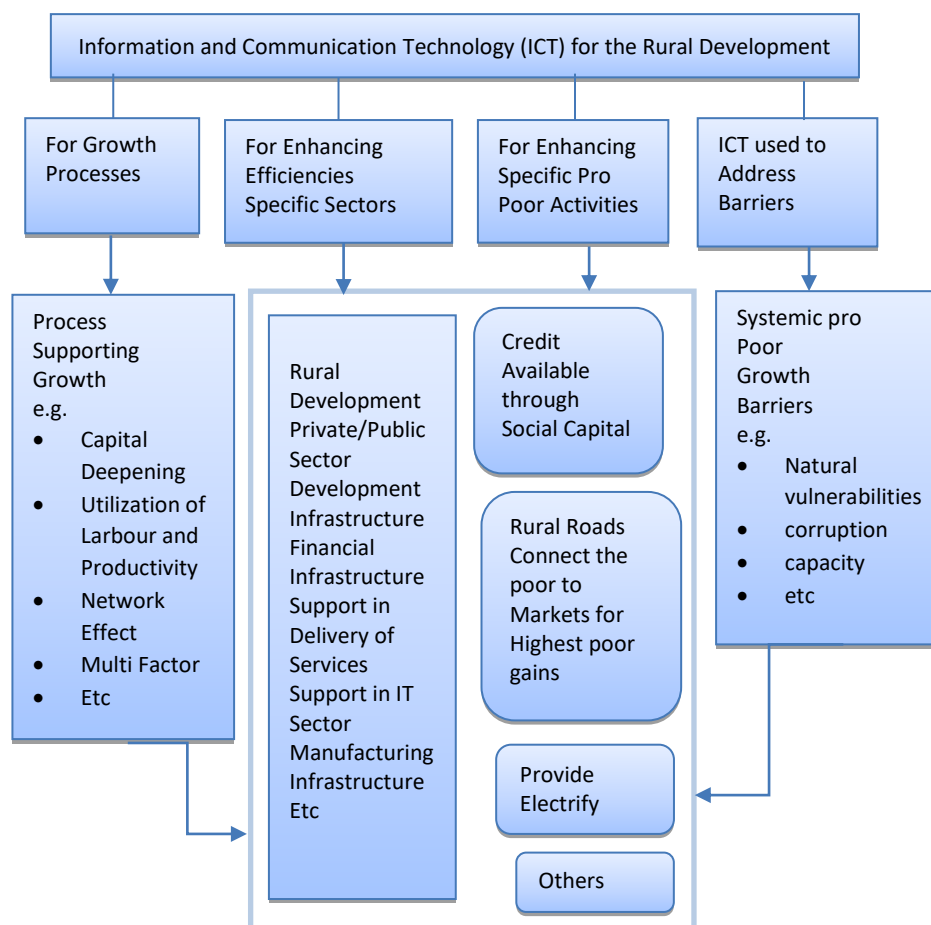 Information and Communication Technology (ICT) for the Rural Development
For Growth
Processes
For Enhancing
Efficiencies
Specific Sectors
For Enhancing
Specific Pro
Poor Activities
ICT used to
Address
Barriers
Process
Supporting
Growth
e.g.
• Capital
Deepening
• Utilization of
Larbour and
Productivity
• Network
Effect
• Multi Factor
• Etc
Rural
Development
Private/Public
Sector
Development
Infrastructure
Financial
Infrastructure
Support in
Delivery of
Services
Support in IT
Sector
Manufacturing
Infrastructure
Etc
Credit
Available
through
Social Capital
Rural Roads
Connect the
poor to
Markets for
Highest poor
gains
Provide
Electrify
Others
Systemic pro
Poor
Growth
Barriers
e.g.
• Natural
vulnerabilities
• corruption
• capacity
• etc